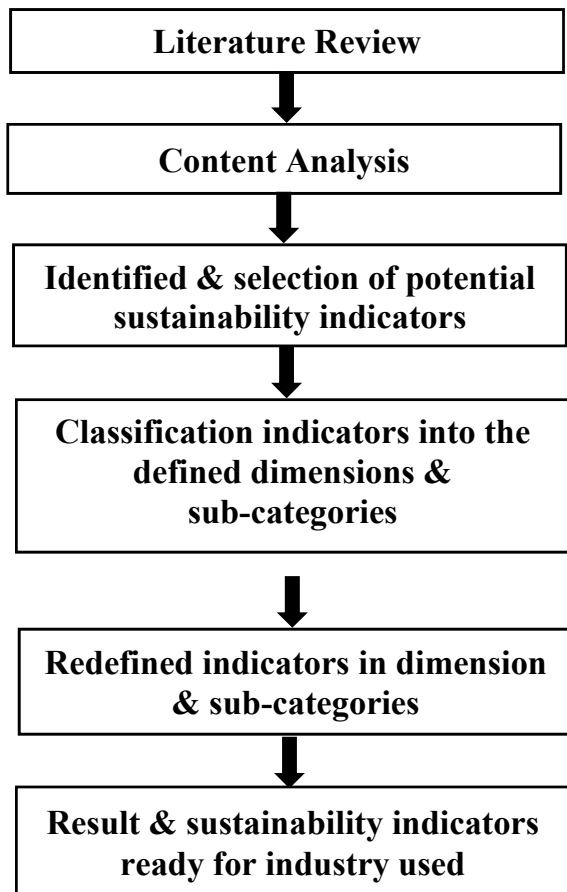 Literature Review
Content Analysis
Identified & selection of potential
sustainability indicators
Classification indicators into the
defined dimensions &
sub-categories
Redefined indicators in dimension
& sub-categories
Result & sustainability indicators
ready for industry used